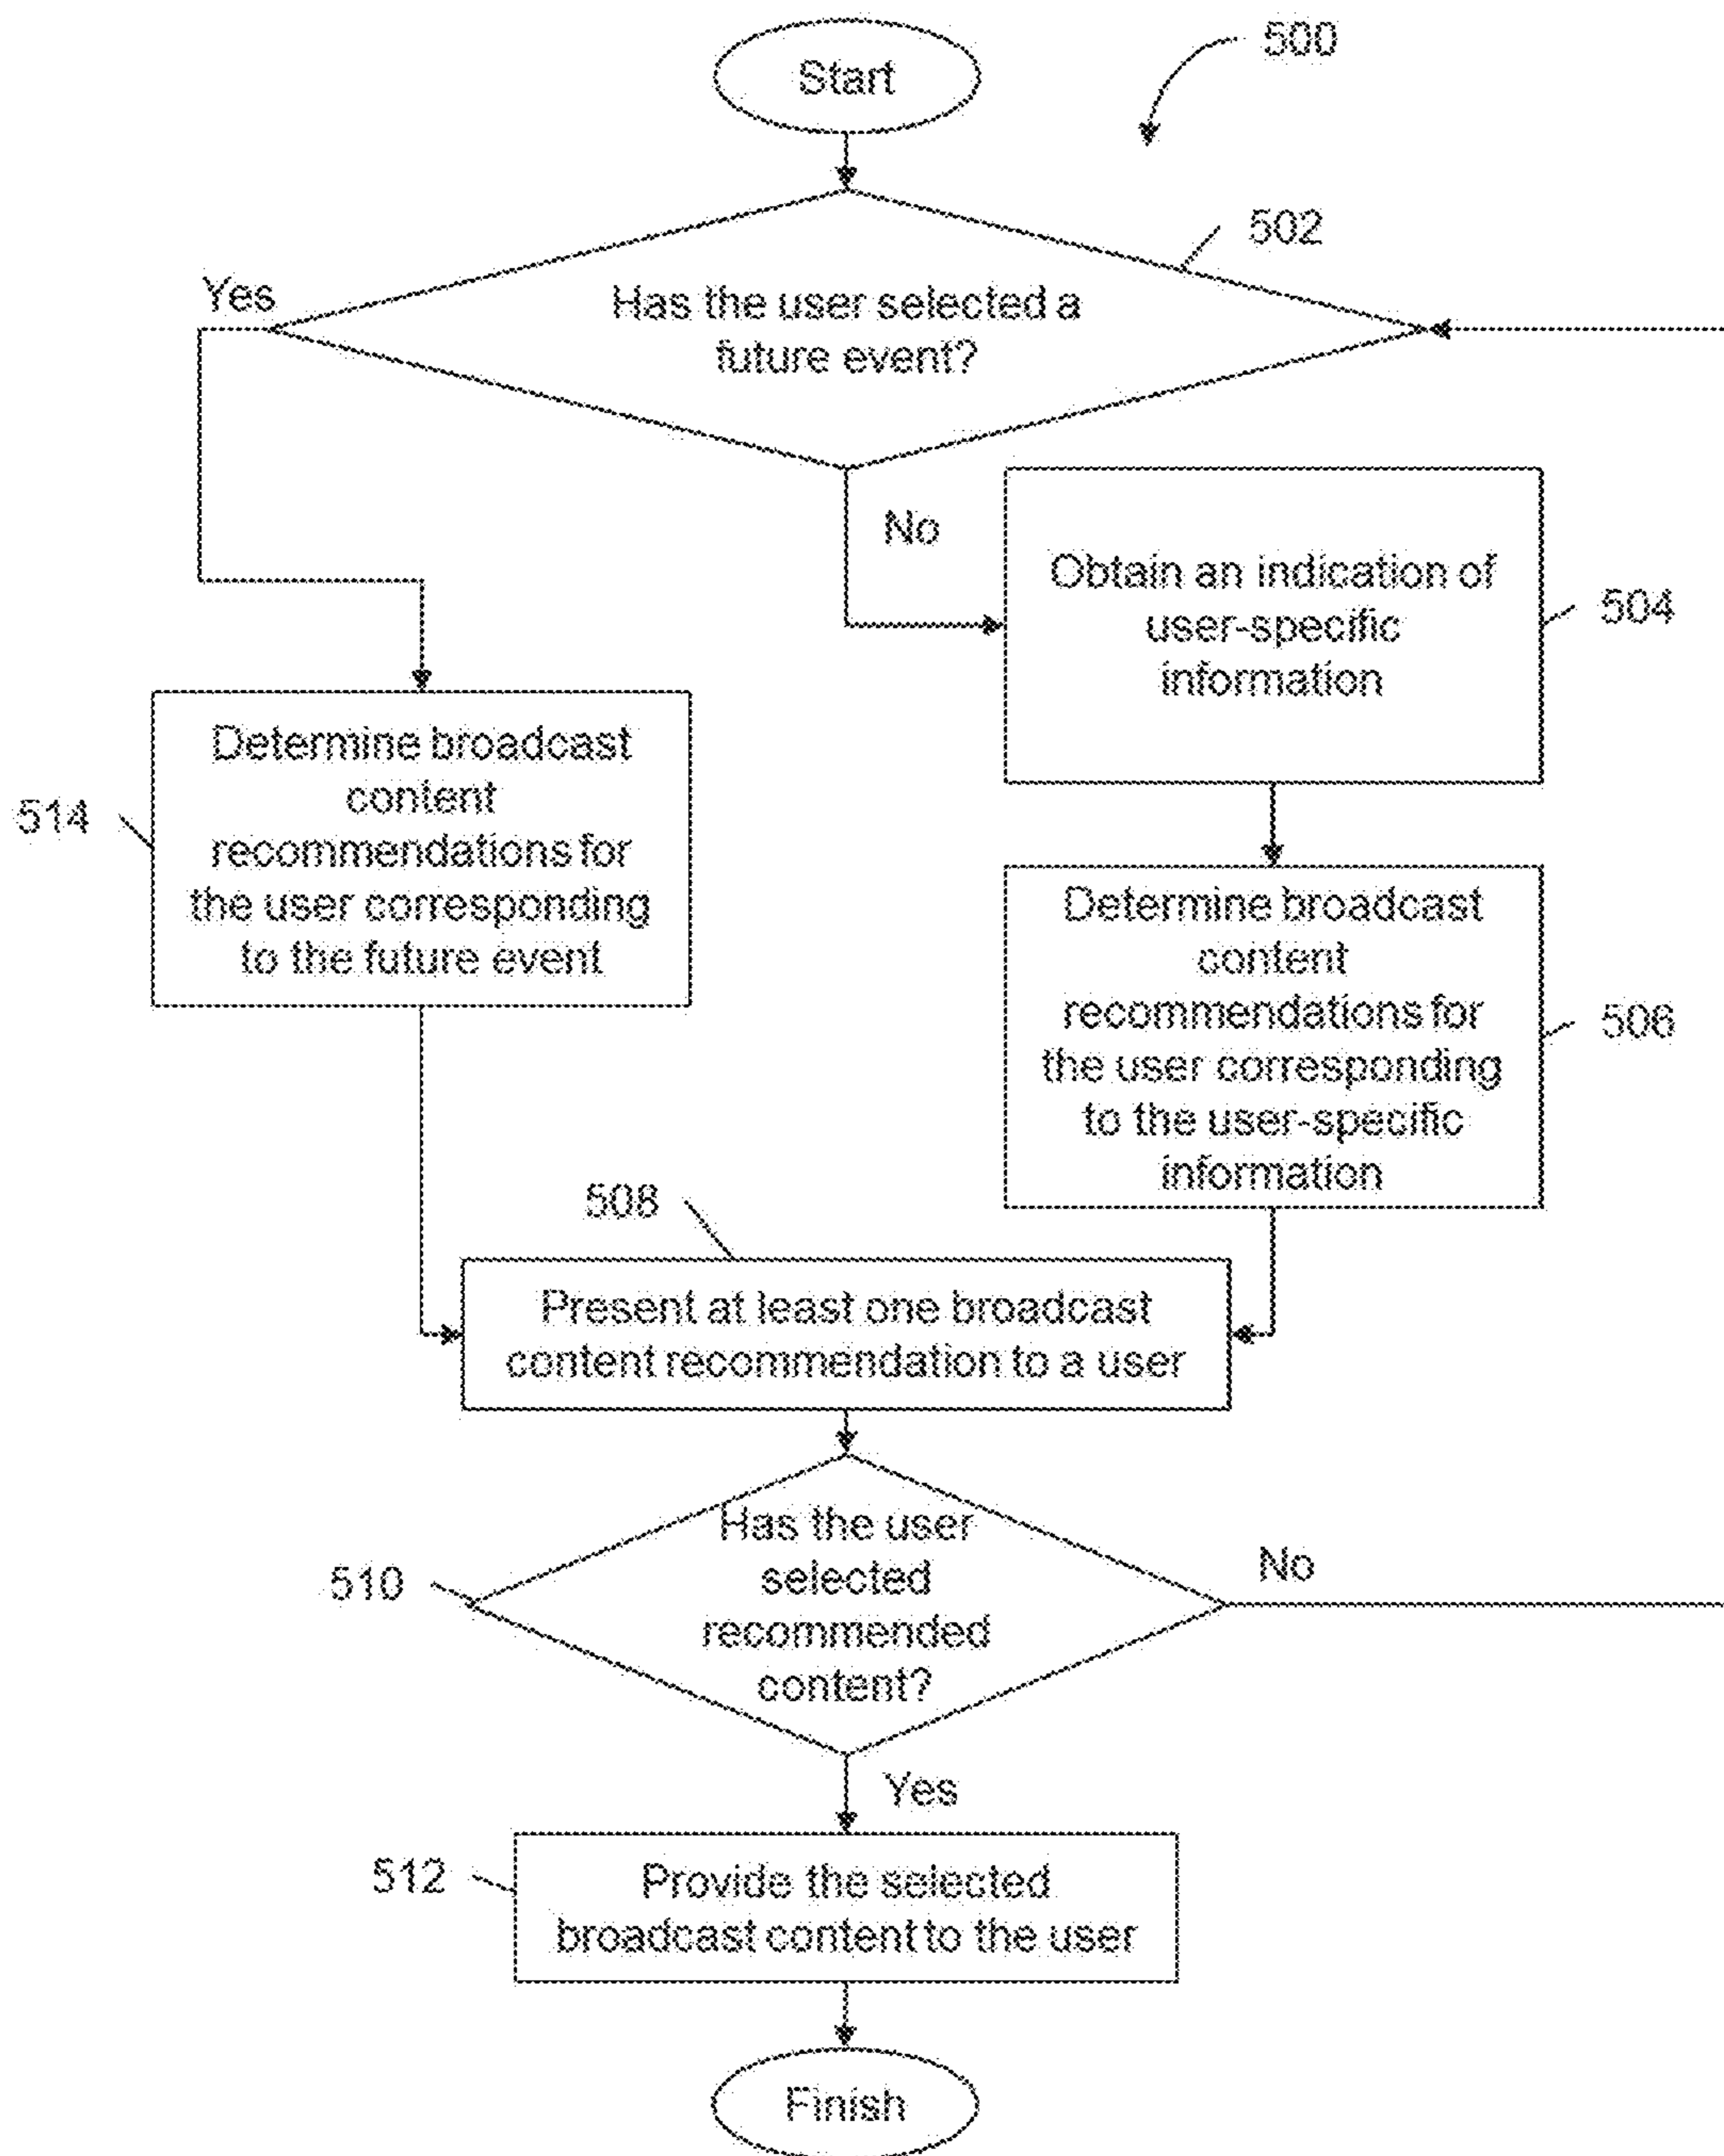 Start
500
502
Yes
Has the user selected a
future event?
No
Obtain an indication of
user-specific
information
504
Determine broadcast
content
recommendations for
the user corresponding
to the future event
514
Determine broadcast
content
recommendations for
the user corresponding
to the user-specific
information
506
508
Present at least one broadcast
content recommendation to a user
Has the user
selected
recommended
content?
510
No
Yes
512
Provide the selected
broadcast content to the user
Finish